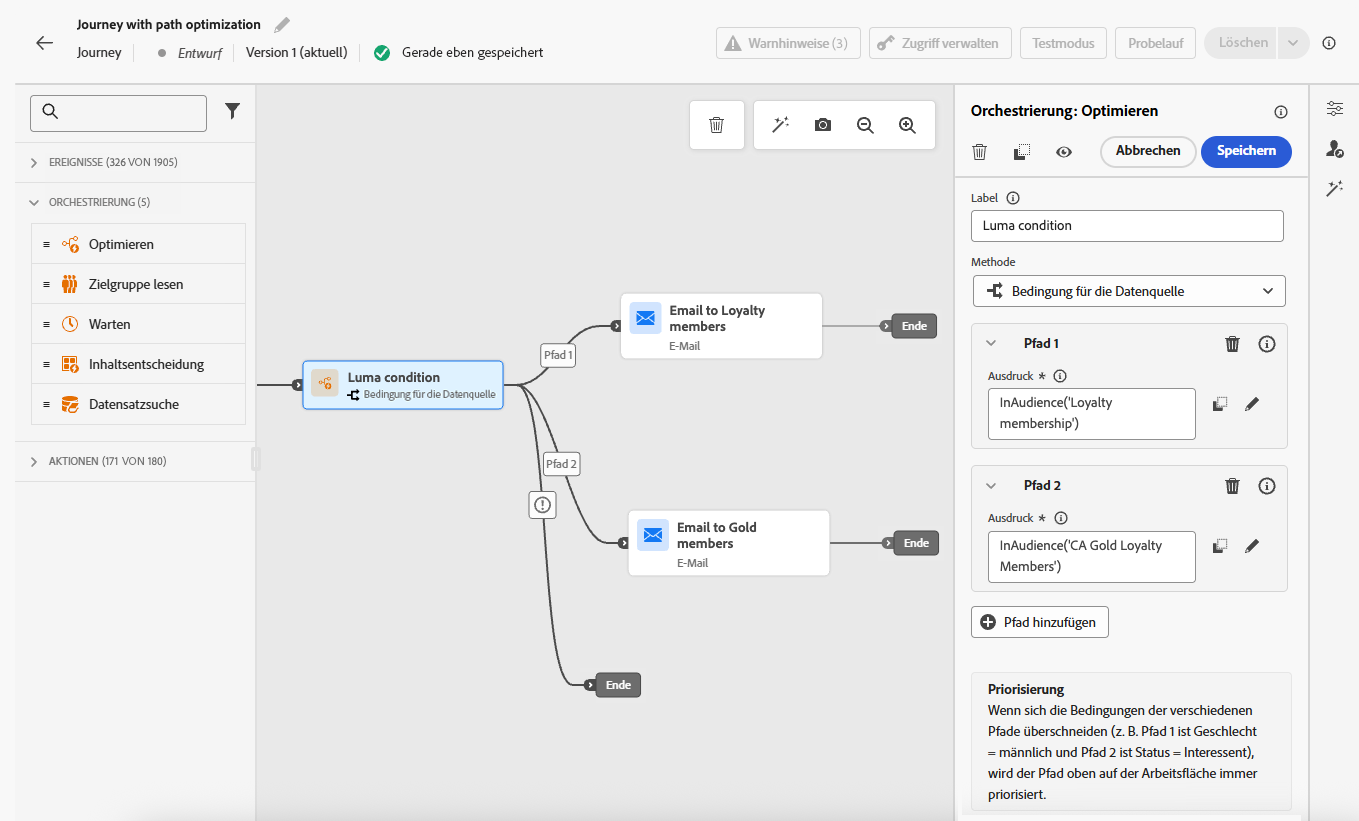 Journey with path optimization
Journey
Entwurf
Version 1 (aktuell)
Gerade eben gespeichert
Warnhinweise (3)
Zugriff verwalten
Testmodus
Probelauf
Löschen
EREIGNISSE (326 VON 1905)
ORCHESTRIERUNG (5)
Optimieren
Zielgruppe lesen
Warten
Inhaltsentscheidung
Datensatzsuche
AKTIONEN (171 VON 180)
Luma condition
Bedingung für die Datenquelle
Pfad 1
Pfad 2
Email to Loyalty
members
E-Mail
Ende
Email to Gold
members
E-Mail
Ende
Ende
Orchestrierung: Optimieren
Abbrechen
Speichern
Label
Luma condition
Methode
Bedingung für die Datenquelle
Pfad 1
Ausdruck *
InAudience('Loyalty
membership')
Pfad 2
Ausdruck *
InAudience('CA Gold Loyalty
Members')
Pfad hinzufügen
Priorisierung
Wenn sich die Bedingungen der verschiedenen
Pfade überschneiden (z. B. Pfad 1 ist Geschlecht
= männlich und Pfad 2 ist Status = Interessent),
wird der Pfad oben auf der Arbeitsfläche immer
priorisiert.